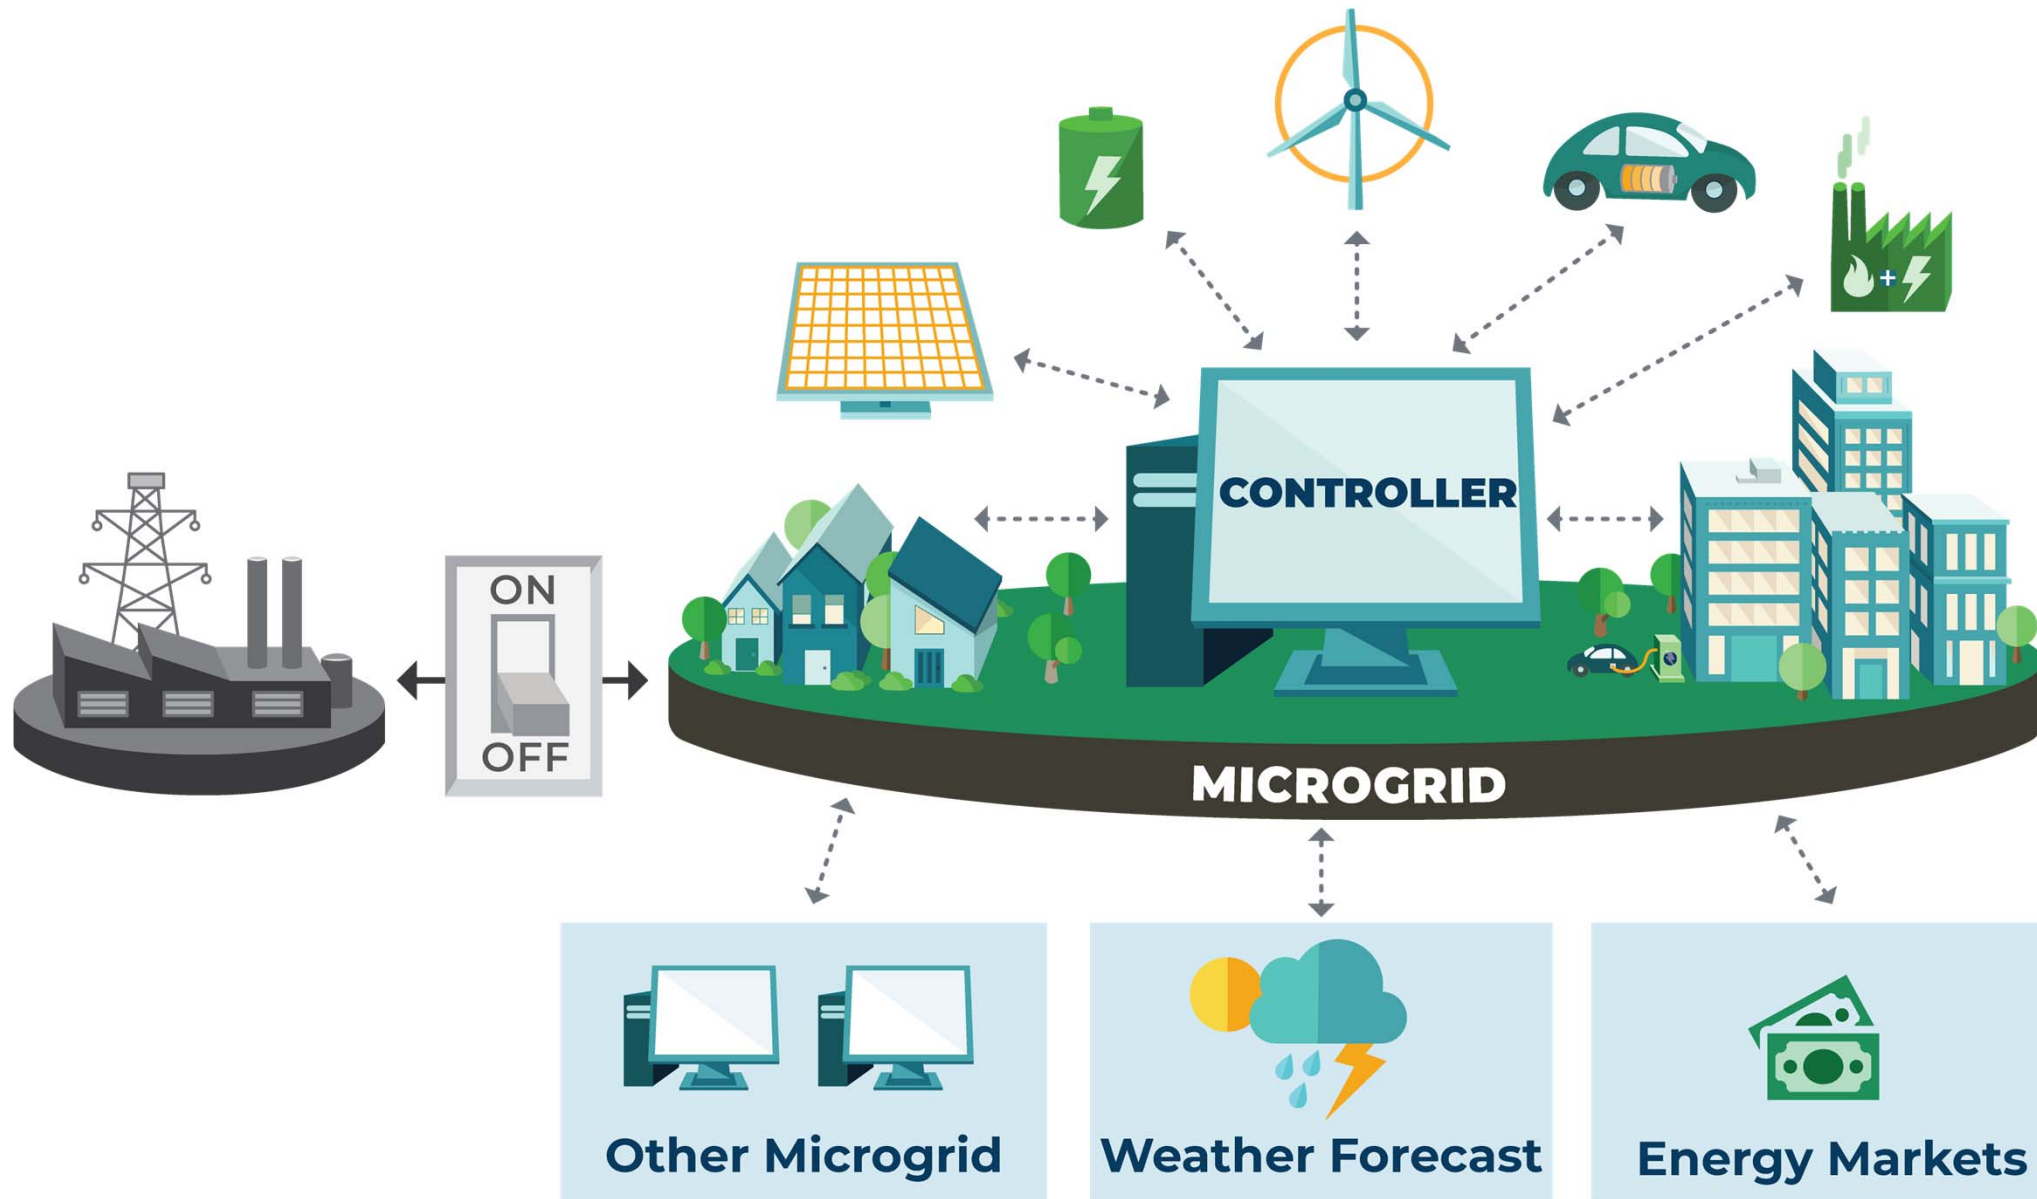 CONTROLLER
ON
OFF
MICROGRID
Other Microgrid
Weather Forecast
Energy Markets